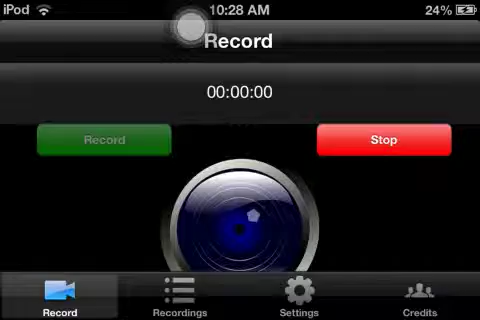 iPod 10:28 AM 24%
Record
00:00:00
Record Stop
Record Recordings Settings Credits